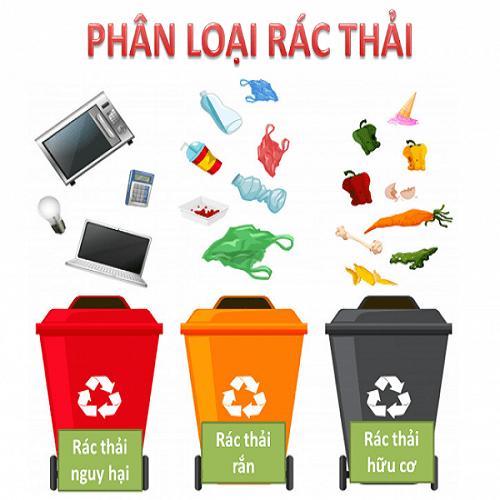 PHÂN LOẠI RÁC THẢI
Rác thải
nguy hại
Rác thải
rắn
Rác thải
hữu cơ